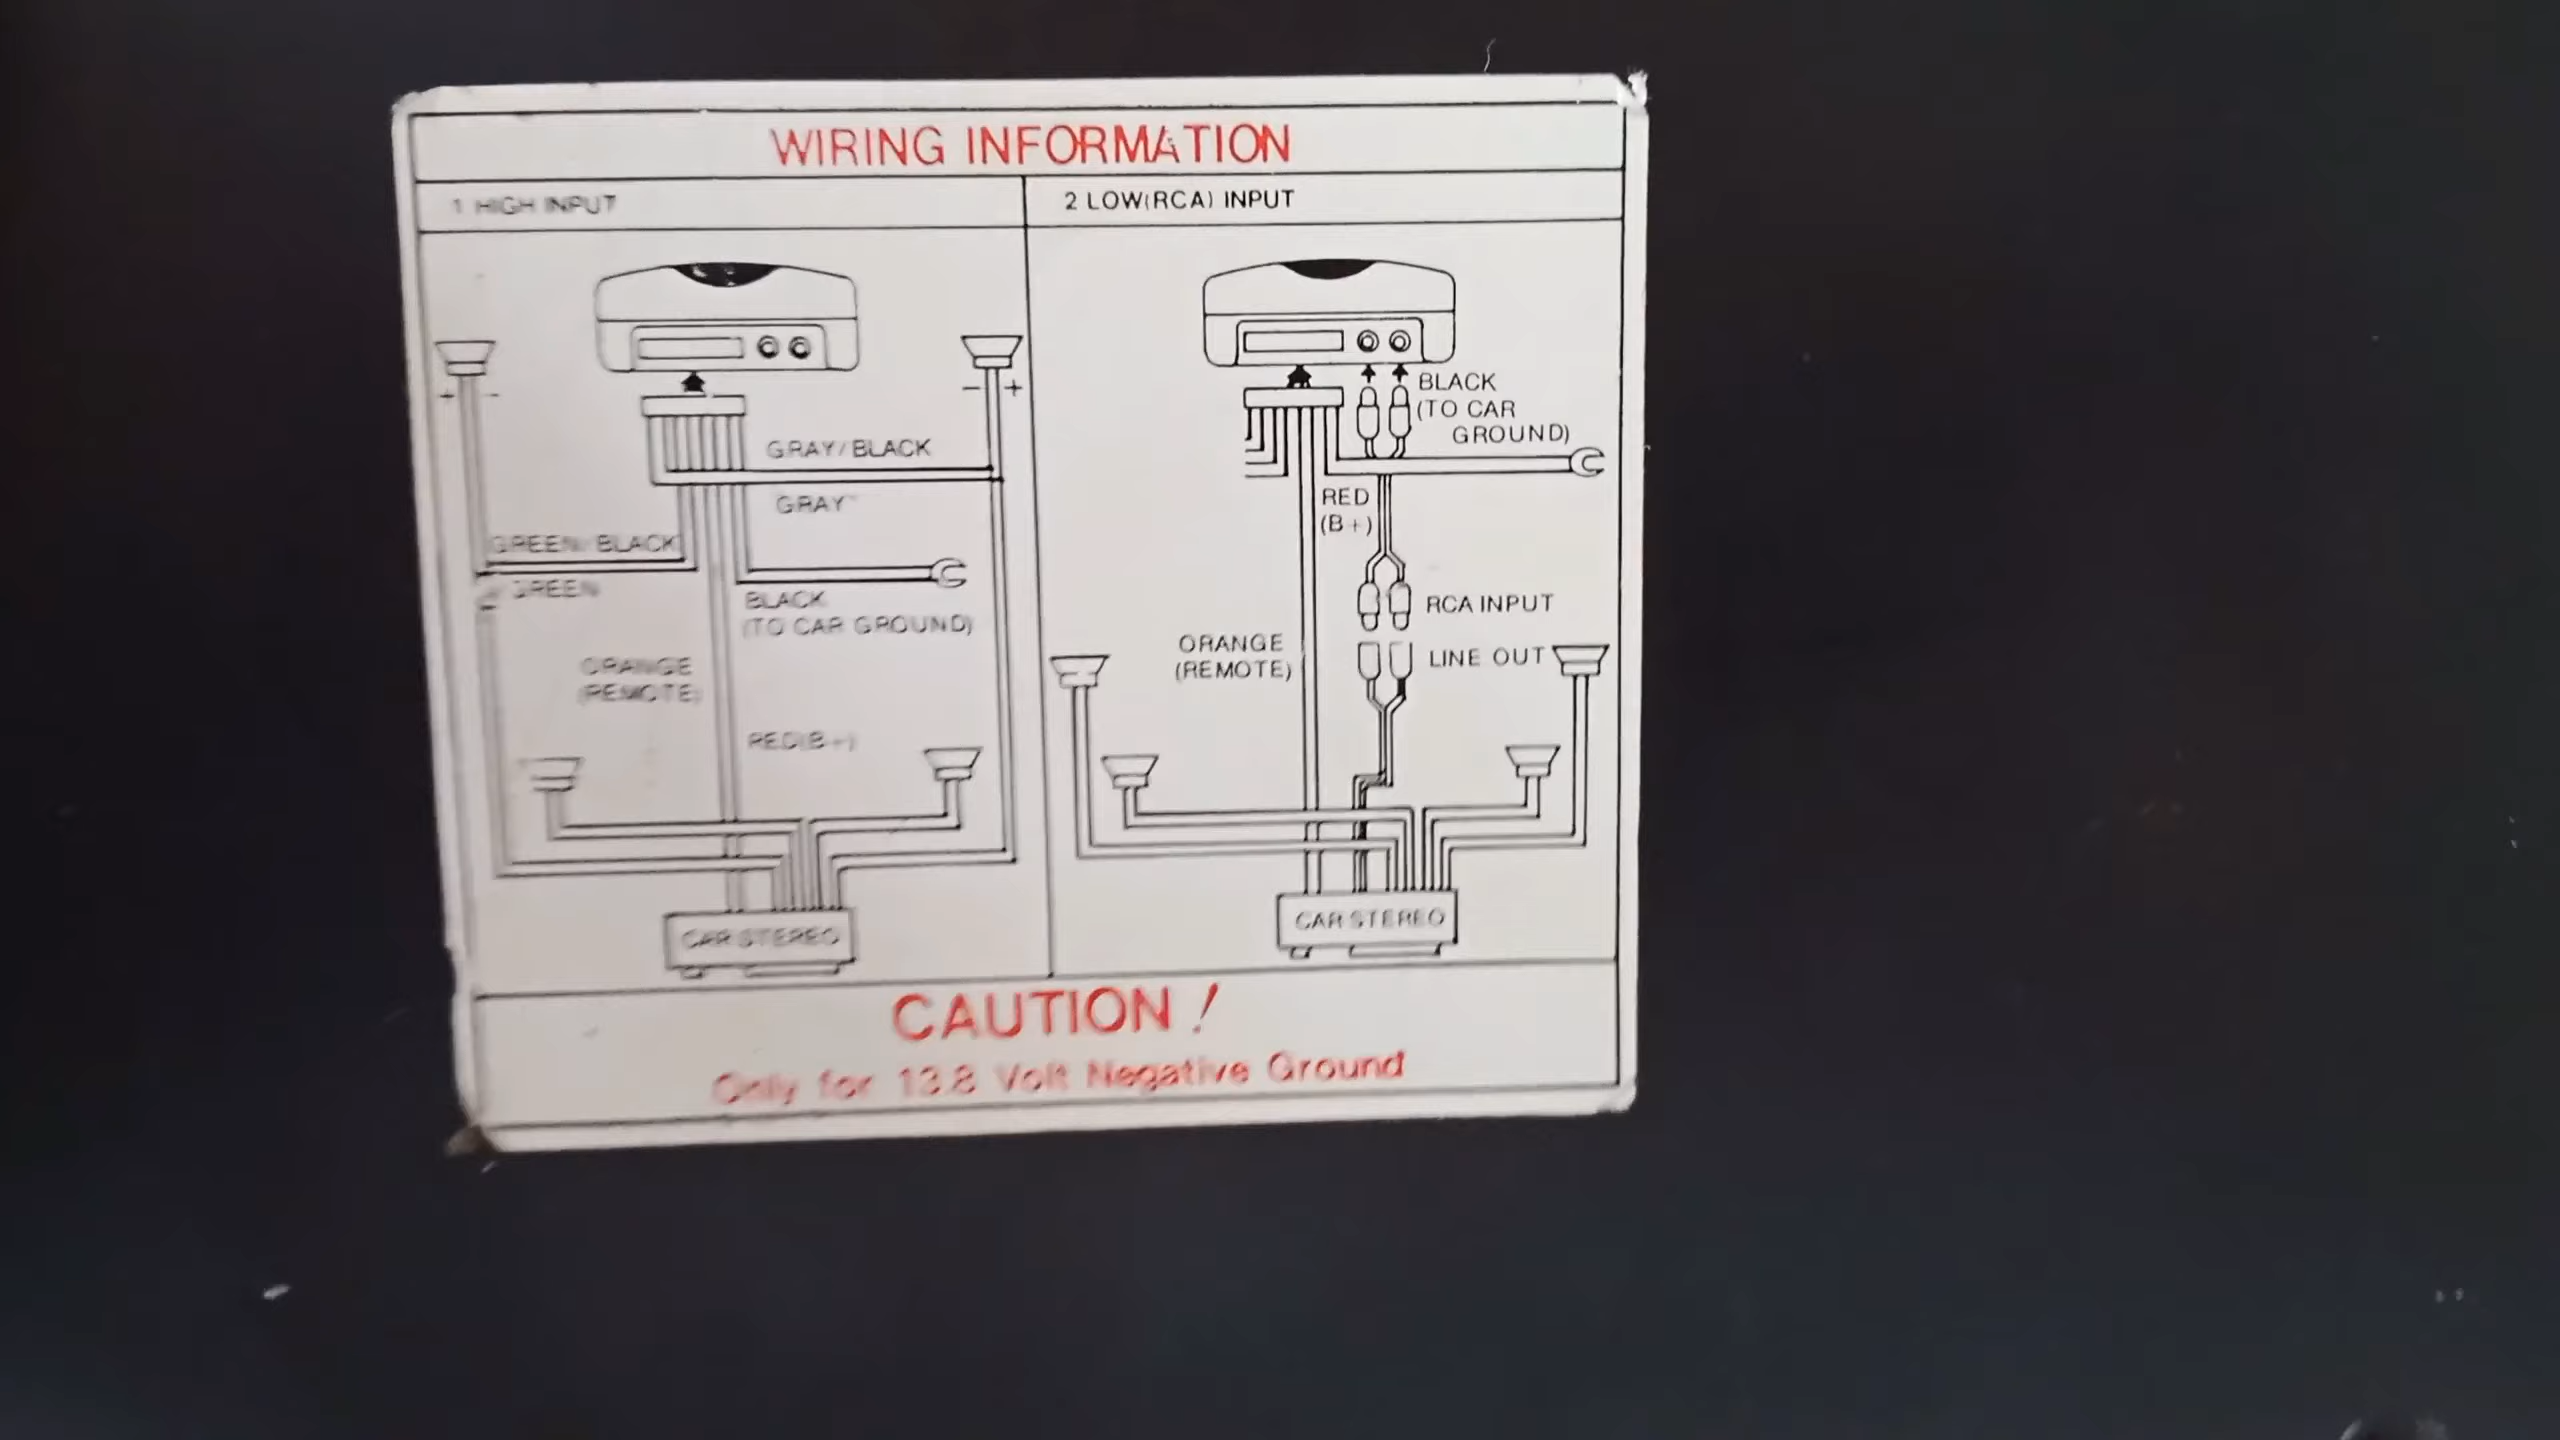 WIRING INFORMATION
1 HIGH INPUT
+ -
- +
GRAY/BLACK
GRAY
GREEN/BLACK
GREEN
BLACK
(TO CAR GROUND)
ORANGE
(REMOTE)
RED(B+)
CAR STEREO
2 LOW(RCA) INPUT
BLACK
(TO CAR
GROUND)
RED
(B+)
RCA INPUT
ORANGE
(REMOTE)
LINE OUT
CAR STEREO
CAUTION!
Only for 13.8 Volt Negative Ground